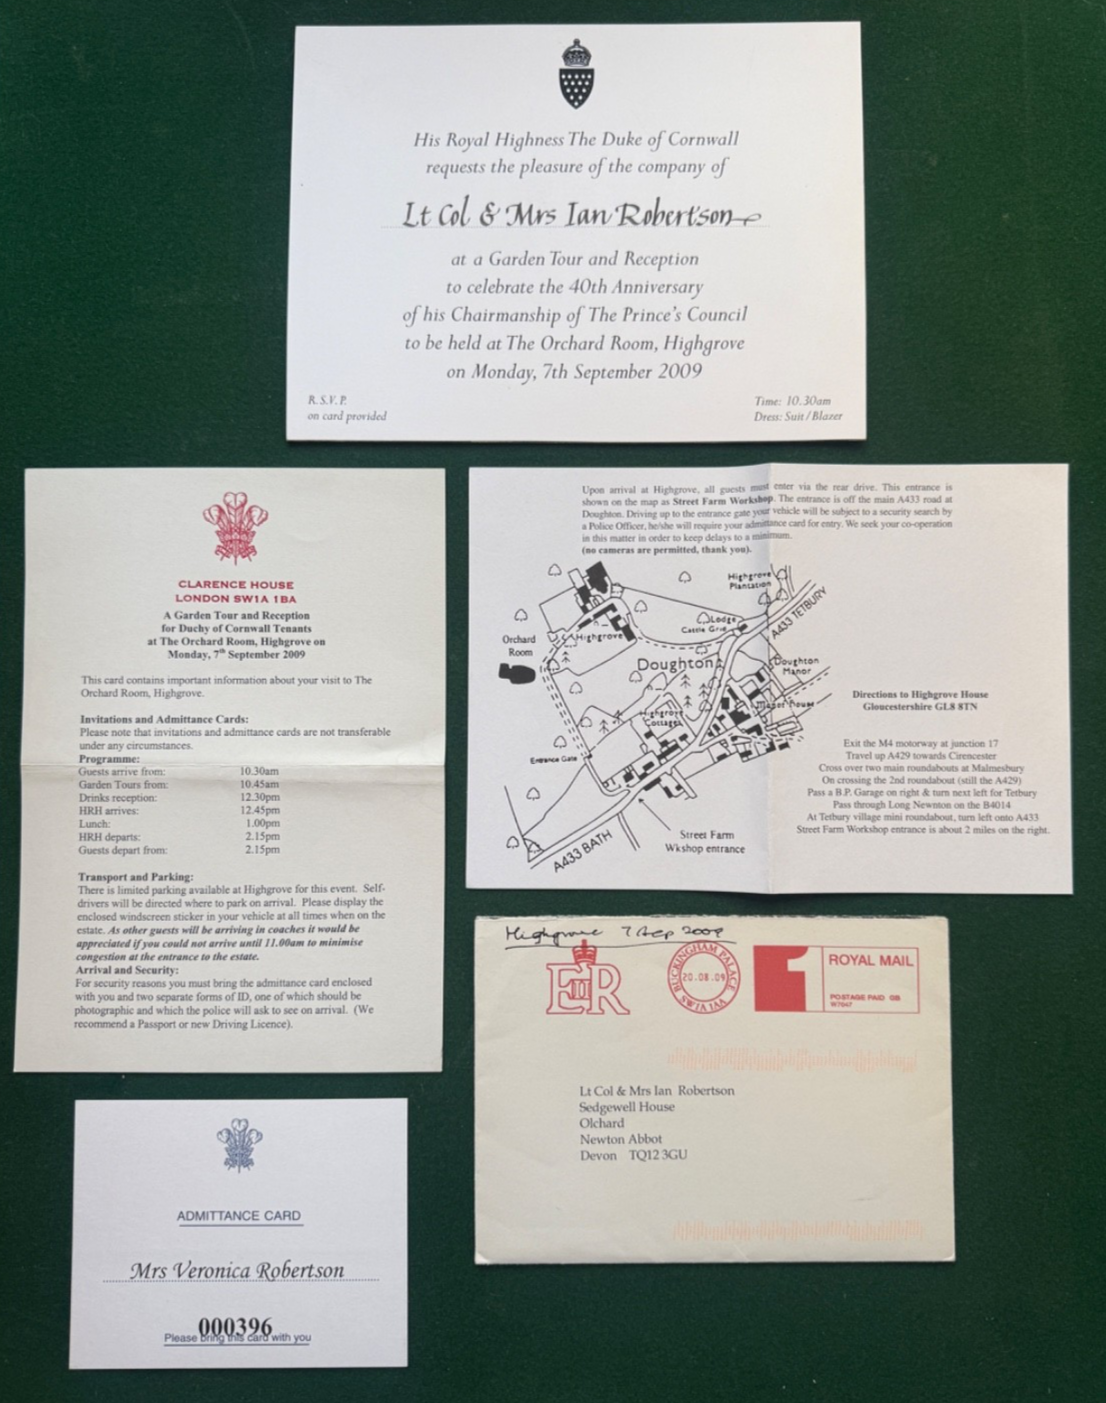 His Royal Highness The Duke of Cornwall
requests the pleasure of the company of
Lt Col & Mrs Ian Robertson
at a Garden Tour and Reception
to celebrate the 40th Anniversary
of his Chairmanship of The Prince's Council
to be held at The Orchard Room, Highgrove
on Monday, 7th September 2009
R.S.V.P.
on card provided
Time: 10.30am
Dress: Suit/Blazer
CLARENCE HOUSE
LONDON SW1A 1BA
A Garden Tour and Reception
for Duchy of Cornwall Tenants
at The Orchard Room, Highgrove on
Monday, 7th September 2009
This card contains important information about your visit to The
Orchard Room, Highgrove.
Invitations and Admittance Cards:
Please note that invitations and admittance cards are not transferable
under any circumstances.
Programme:
Guests arrive from: 10.30am
Garden Tours from: 10.45am
Drinks reception: 12.30pm
HRH arrives: 12.45pm
Lunch: 1.00pm
HRH departs: 2.15pm
Guests depart from: 2.15pm
Transport and Parking:
There is limited parking available at Highgrove for this event. Self-
drivers will be directed where to park on arrival. Please display the
enclosed windscreen sticker in your vehicle at all times when on the
estate. As other guests will be arriving in coaches it would be
appreciated if you could not arrive until 11.00am to minimise
congestion at the entrance to the estate.
Arrival and Security:
For security reasons you must bring the admittance card enclosed
with you and two separate forms of ID, one of which should be
photographic and which the police will ask to see on arrival. (We
recommend a Passport or new Driving Licence).
Upon arrival at Highgrove, all guests must enter via the rear drive. This entrance is
shown on the map as Street Farm Workshop. The entrance is off the main A433 road at
Doughton. Driving up to the entrance gate your vehicle will be subject to a security search by
a Police Officer, he/she will require your admittance card for entry. We seek your co-operation
in this matter in order to keep delays to a minimum.
(no cameras are permitted, thank you).
Highgrove
Plantation
A433 TETBURY
Lodge
Castle Grid
Highgrove
Orchard
Room
Doughton
Doughton
Manor
Manor house
Highgrove
Cottages
Entrance Gate
Street Farm
Wkshop entrance
A433 BATH
Directions to Highgrove House
Gloucestershire GL8 8TN
Exit the M4 motorway at junction 17
Travel up A429 towards Cirencester
Cross over two main roundabouts at Malmesbury
On crossing the 2nd roundabout (still the A429)
Pass a B.P. Garage on right & turn next left for Tetbury
Pass through Long Newnton on the B4014
At Tetbury village mini roundabout, turn left onto A433
Street Farm Workshop entrance is about 2 miles on the right.
Highgrove 7 Sep 2009
E II R
BUCKINGHAM PALACE
20.08.09
SW1A 1AA
1
ROYAL MAIL
POSTAGE PAID GB
W7047
Lt Col & Mrs Ian Robertson
Sedgewell House
Olchard
Newton Abbot
Devon TQ12 3GU
ADMITTANCE CARD
Mrs Veronica Robertson
000396
Please bring this card with you